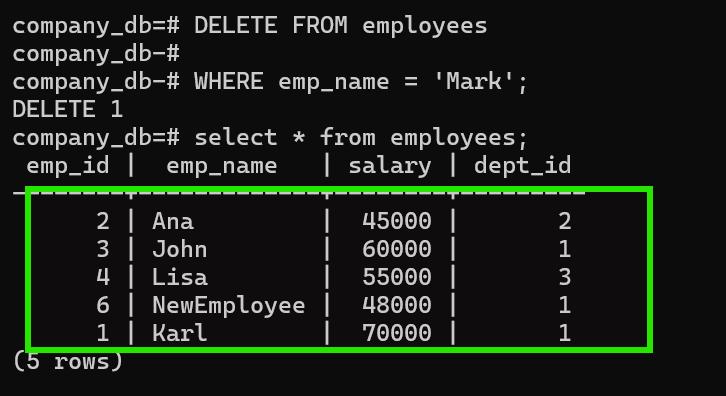 company_db=# DELETE FROM employees
company_db-#
company_db-# WHERE emp_name = 'Mark';
DELETE 1
company_db=# select * from employees;
 emp_id |  emp_name   | salary | dept_id
--------+-------------+--------+---------
      2 | Ana         |  45000 |       2
      3 | John        |  60000 |       1
      4 | Lisa        |  55000 |       3
      6 | NewEmployee |  48000 |       1
      1 | Karl        |  70000 |       1
(5 rows)